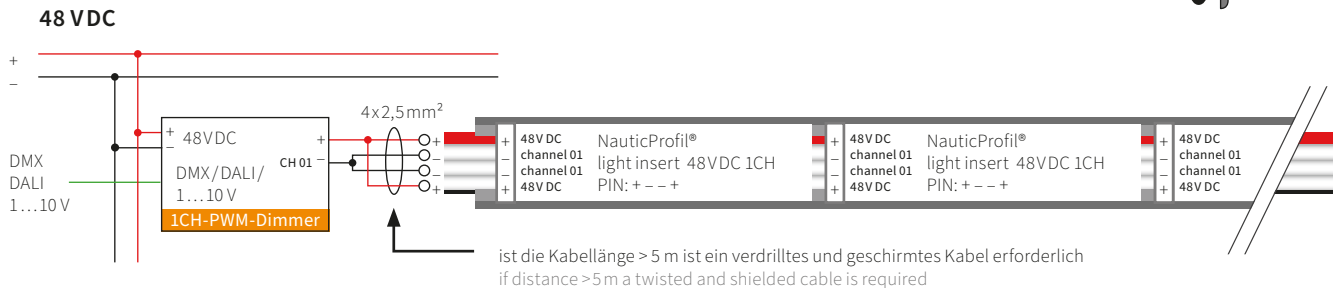 48 V DC
+
–
4x2,5mm²
+ 48VDC +
–
CH 01 –
DMX/DALI/
1…10 V
1CH-PWM-Dimmer
DMX
DALI
1…10 V
+
–
–
+
+ 48V DC
– channel 01
– channel 01
+ 48V DC
NauticProfil®
light insert 48VDC 1CH
PIN: + – – +
+ 48V DC
– channel 01
– channel 01
+ 48V DC
NauticProfil®
light insert 48VDC 1CH
PIN: + – – +
+ 48V DC
– channel 01
– channel 01
+ 48V DC
ist die Kabellänge > 5 m ist ein verdrilltes und geschirmtes Kabel erforderlich
if distance >5 m a twisted and shielded cable is required